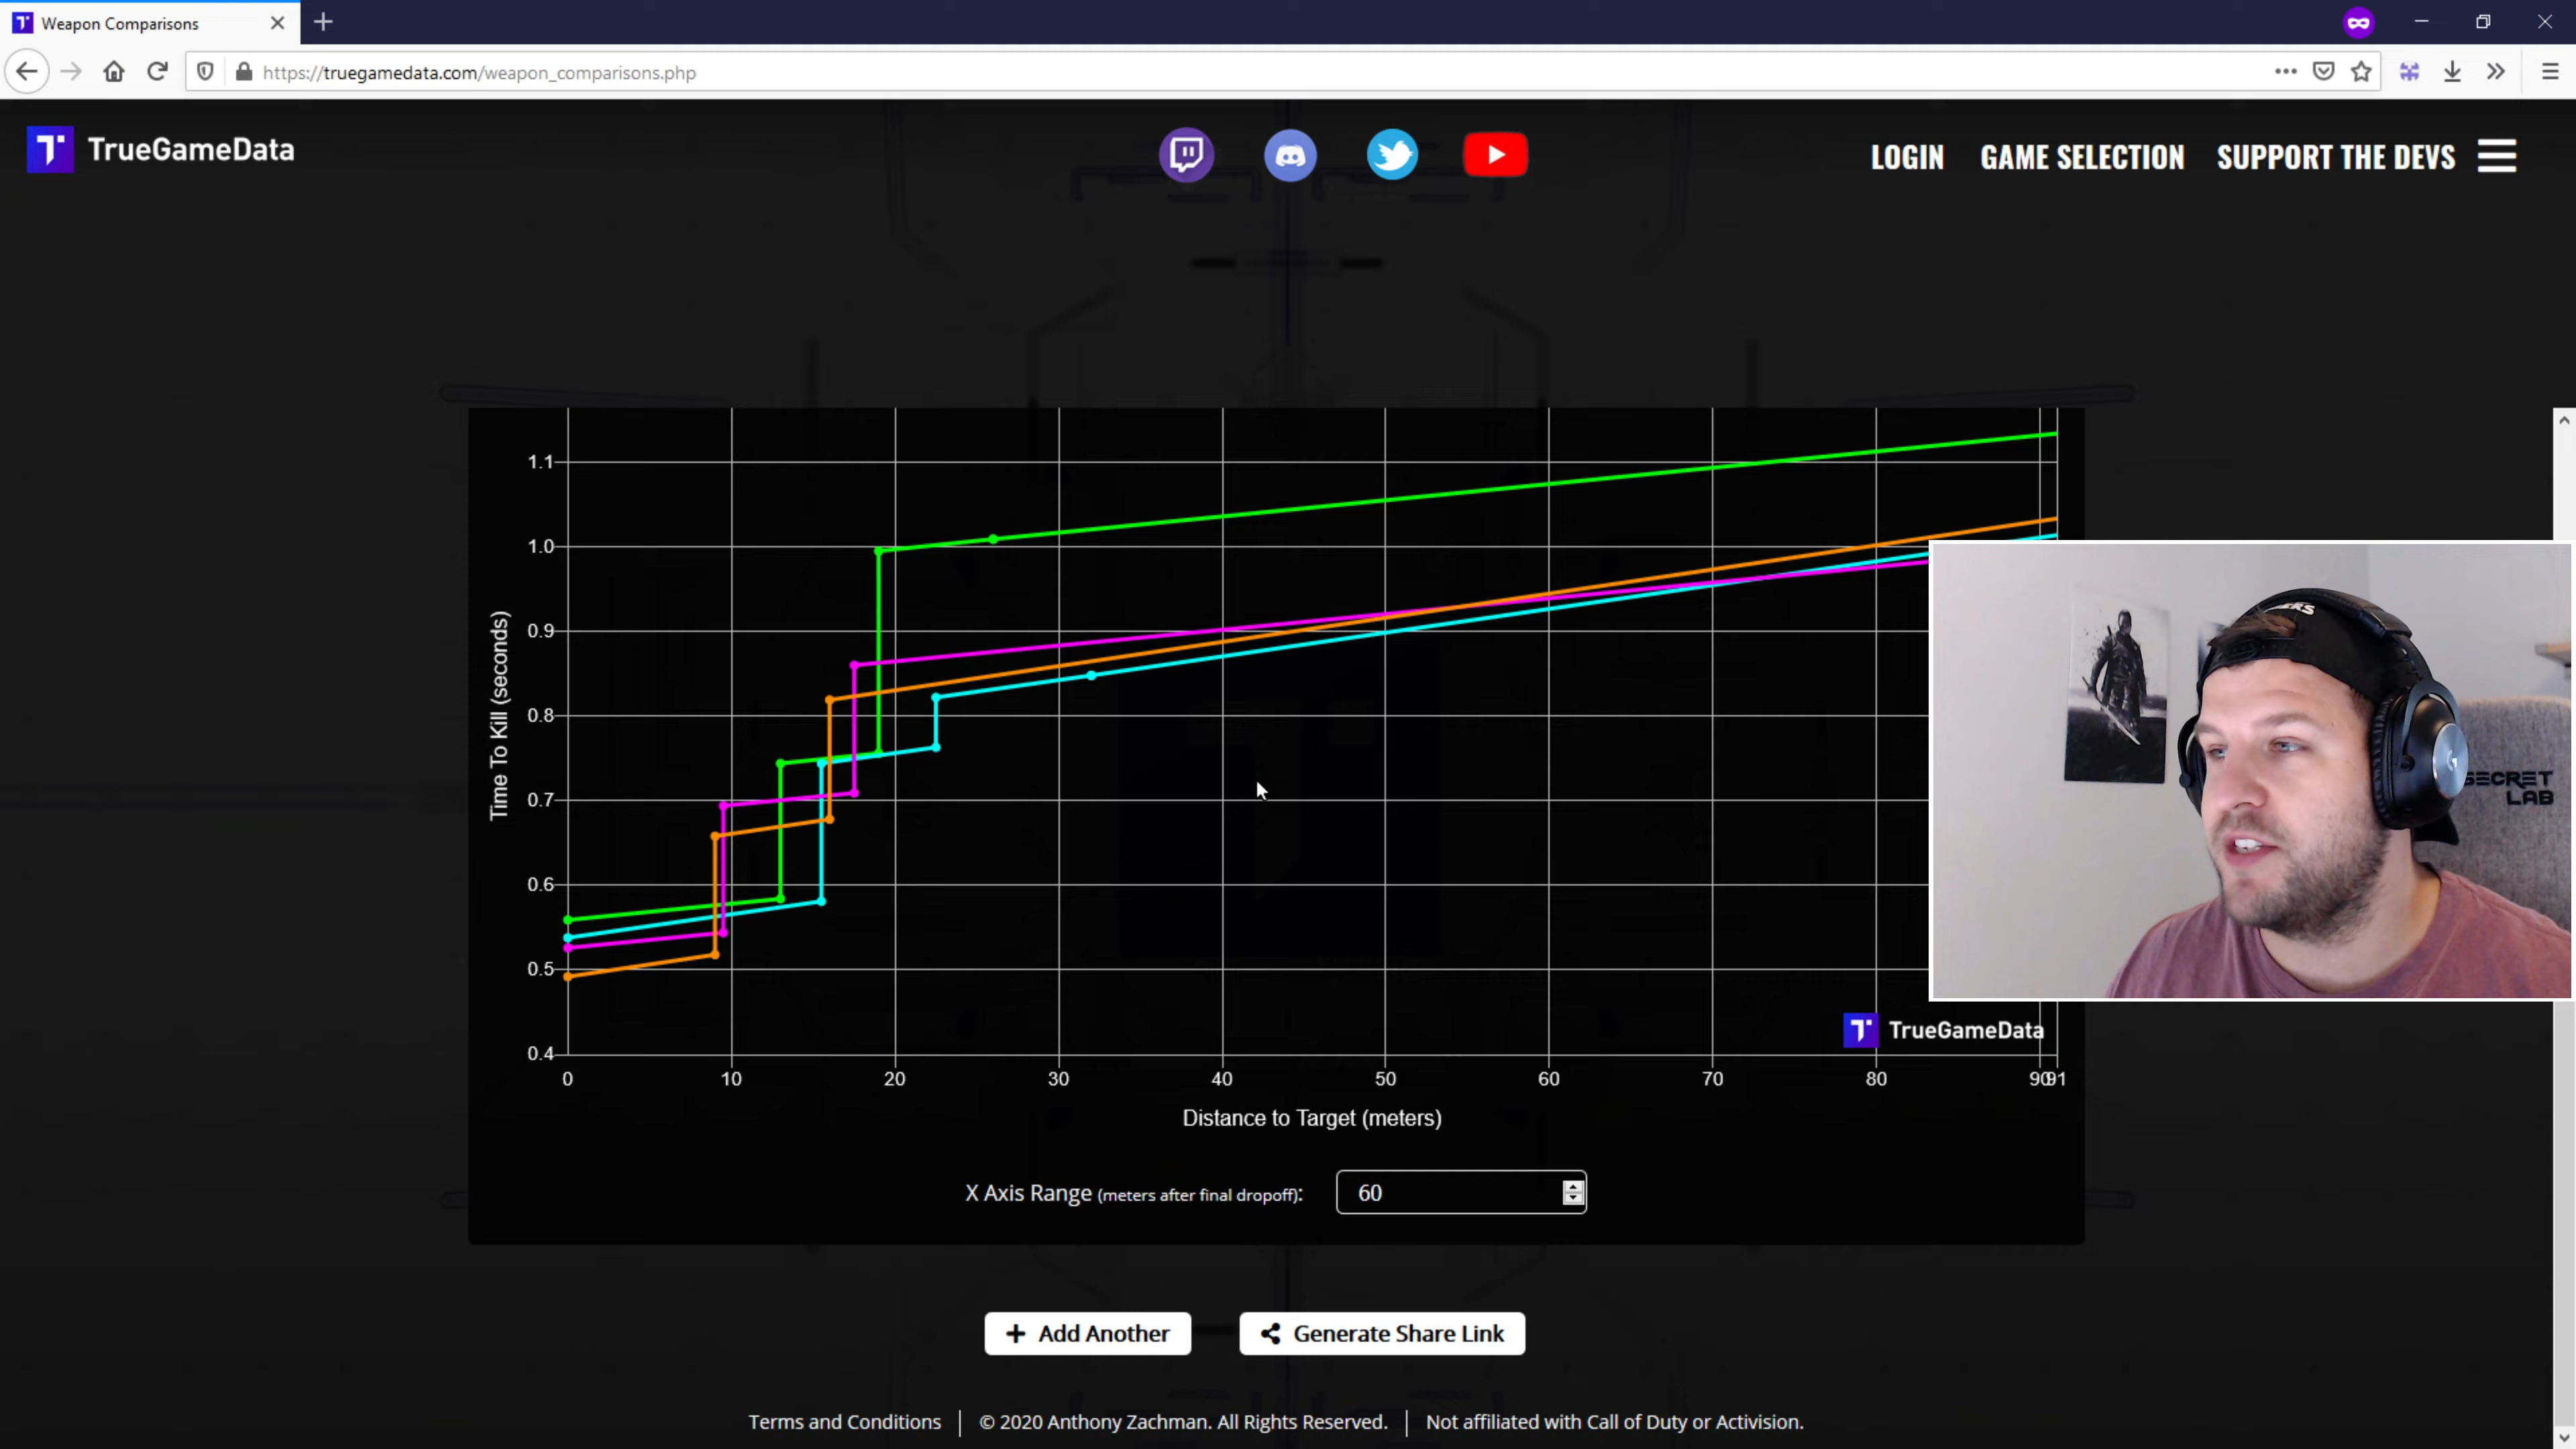 Weapon Comparisons
https://truegamedata.com/weapon_comparisons.php
TrueGameData
LOGIN
GAME SELECTION
SUPPORT THE DEVS
1.1
1.0
0.9
0.8
0.7
0.6
0.5
0.4
Time To Kill (seconds)
0 10 20 30 40 50 60 70 80 90 91
Distance to Target (meters)
TrueGameData
SECRET
LAB
X Axis Range (meters after final dropoff): 60
+ Add Another
Generate Share Link
Terms and Conditions | © 2020 Anthony Zachman. All Rights Reserved. | Not affiliated with Call of Duty or Activision.